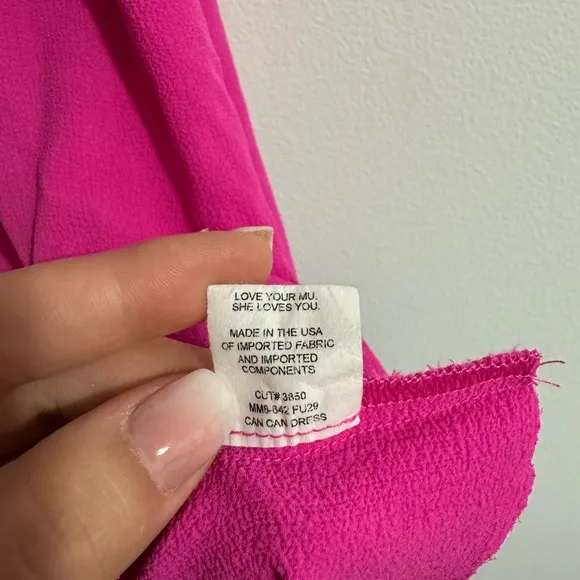 LOVE YOUR MU.
SHE LOVES YOU.
MADE IN THE USA
OF IMPORTED FABRIC
AND IMPORTED
COMPONENTS
CUT# 3850
MM8-842 FU29
CAN CAN DRESS